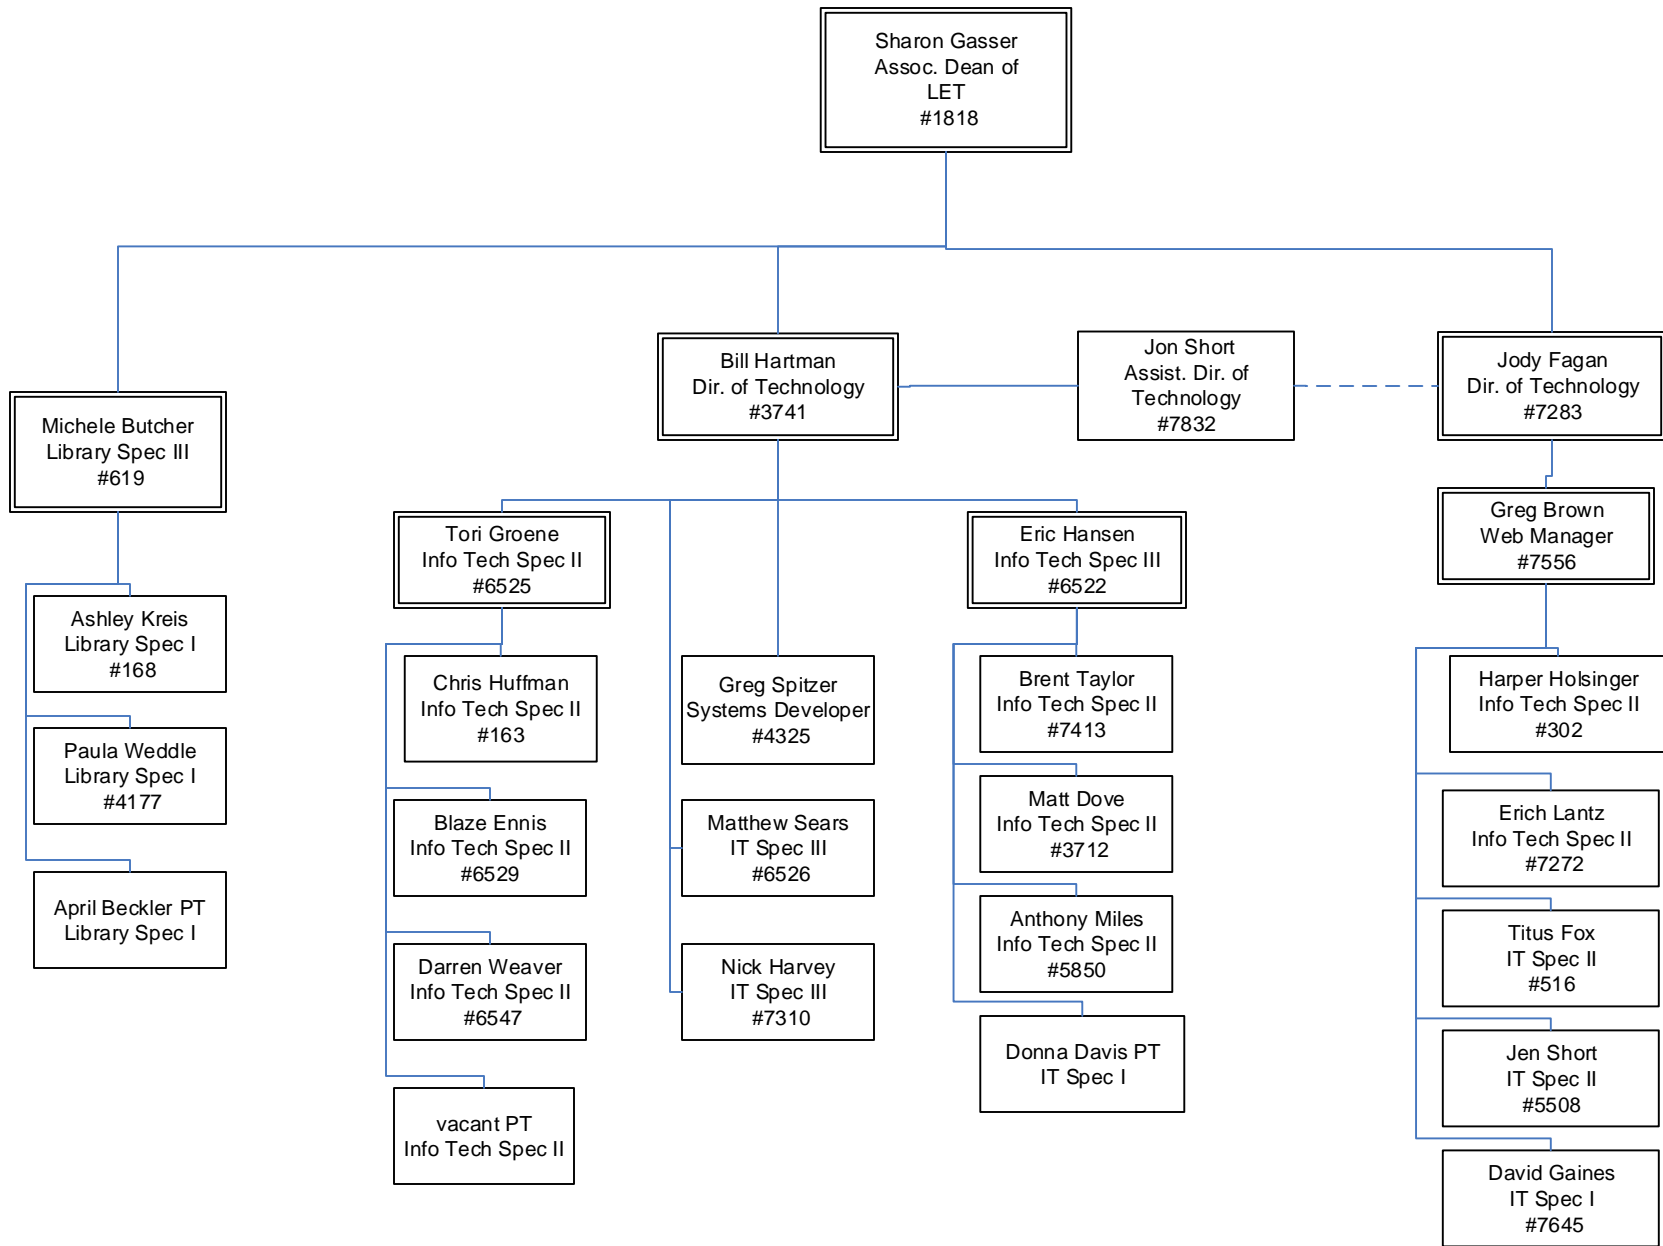 Sharon Gasser
Assoc. Dean of
LET
#1818
Bill Hartman
Dir. of Technology
#3741
Jon Short
Assist. Dir. of
Technology
#7832
Jody Fagan
Dir. of Technology
#7283
Michele Butcher
Library Spec III
#619
Ashley Kreis
Library Spec I
#168
Paula Weddle
Library Spec I
#4177
April Beckler PT
Library Spec I
Tori Groene
Info Tech Spec II
#6525
Chris Huffman
Info Tech Spec II
#163
Blaze Ennis
Info Tech Spec II
#6529
Darren Weaver
Info Tech Spec II
#6547
vacant PT
Info Tech Spec II
Greg Spitzer
Systems Developer
#4325
Matthew Sears
IT Spec III
#6526
Nick Harvey
IT Spec III
#7310
Eric Hansen
Info Tech Spec III
#6522
Brent Taylor
Info Tech Spec II
#7413
Matt Dove
Info Tech Spec II
#3712
Anthony Miles
Info Tech Spec II
#5850
Donna Davis PT
IT Spec I
Greg Brown
Web Manager
#7556
Harper Holsinger
Info Tech Spec II
#302
Erich Lantz
Info Tech Spec II
#7272
Titus Fox
IT Spec II
#516
Jen Short
IT Spec II
#5508
David Gaines
IT Spec I
#7645